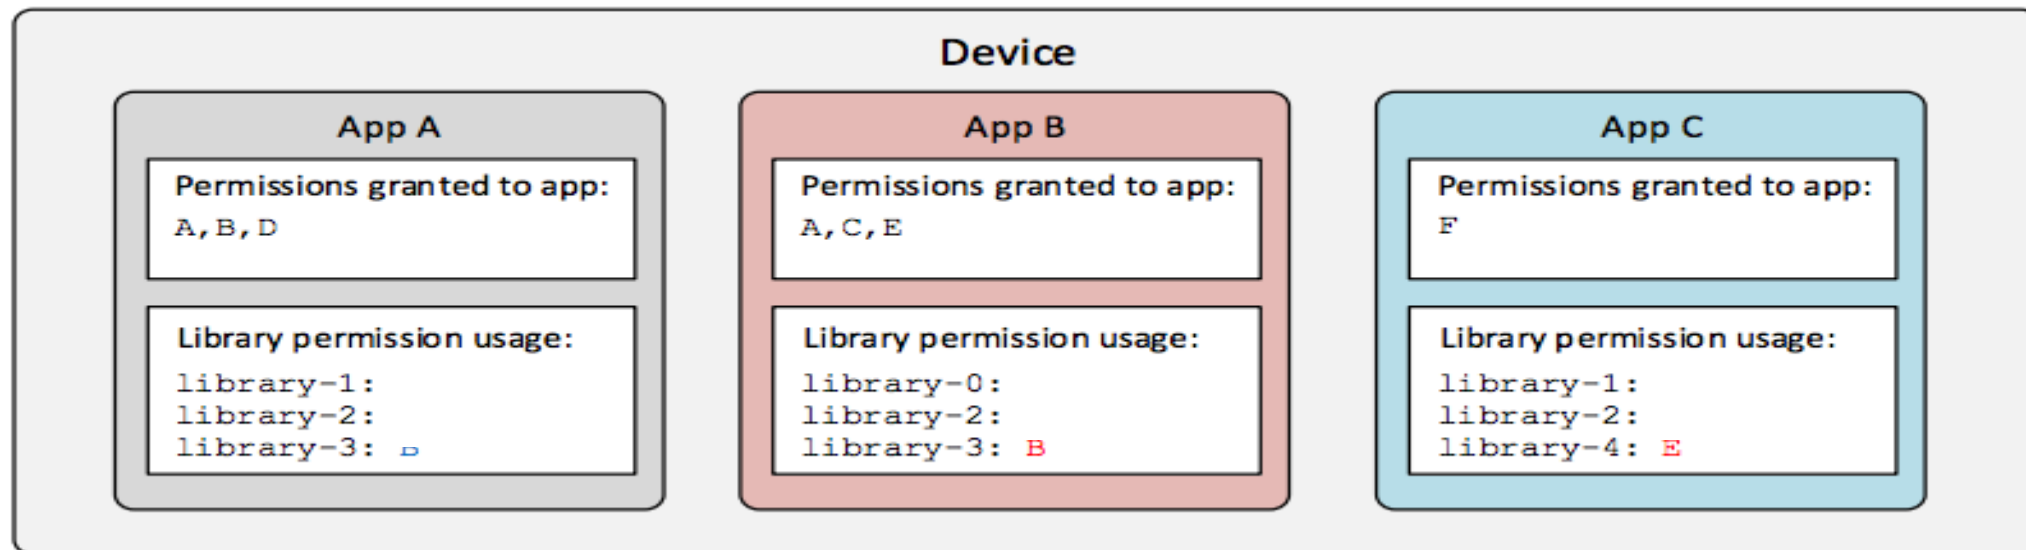 Device
App A
Permissions granted to app:
A,B,D
Library permission usage:
library-1:
library-2:
library-3:
App B
Permissions granted to app:
A,C,E
Library permission usage:
library-0:
library-2:
library-3: B
App C
Permissions granted to app:
F
Library permission usage:
library-1:
library-2:
library-4: E